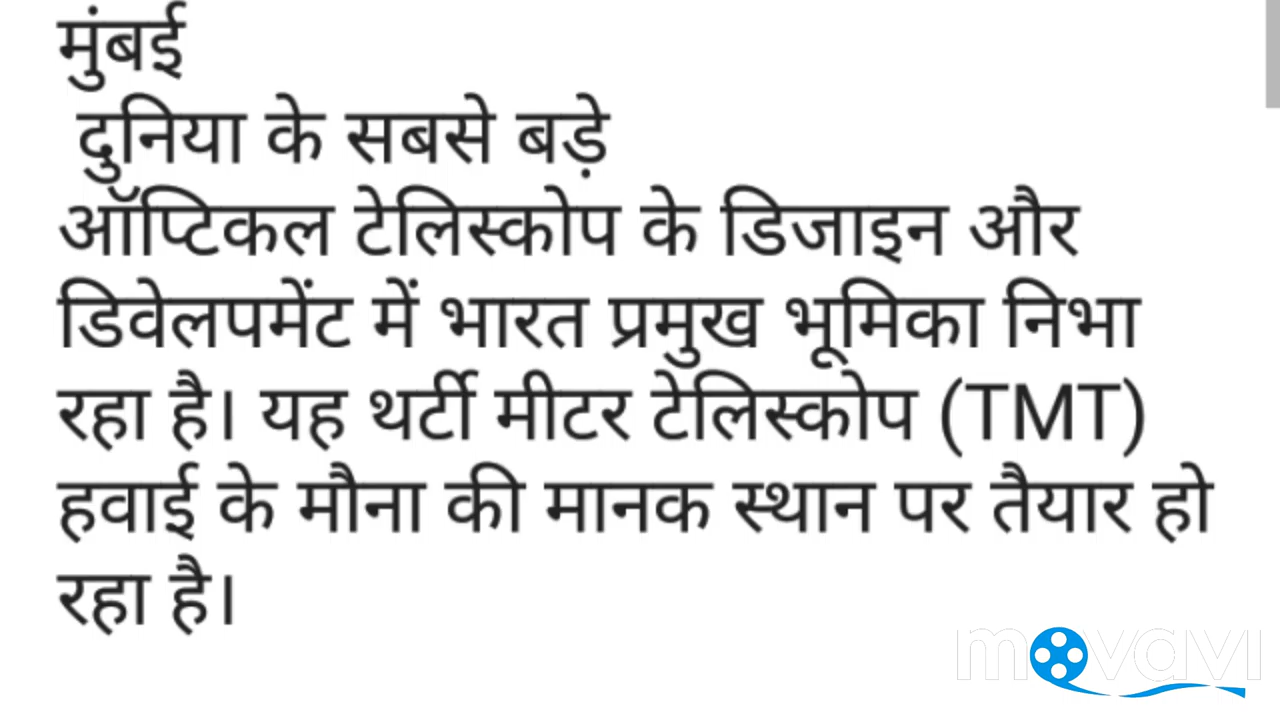 मुंबई
दुनिया के सबसे बड़े
ऑप्टिकल टेलिस्कोप के डिजाइन और
डिवेलपमेंट में भारत प्रमुख भूमिका निभा
रहा है। यह थर्टी मीटर टेलिस्कोप (TMT)
हवाई के मौना की मानक स्थान पर तैयार हो
रहा है।
movavi